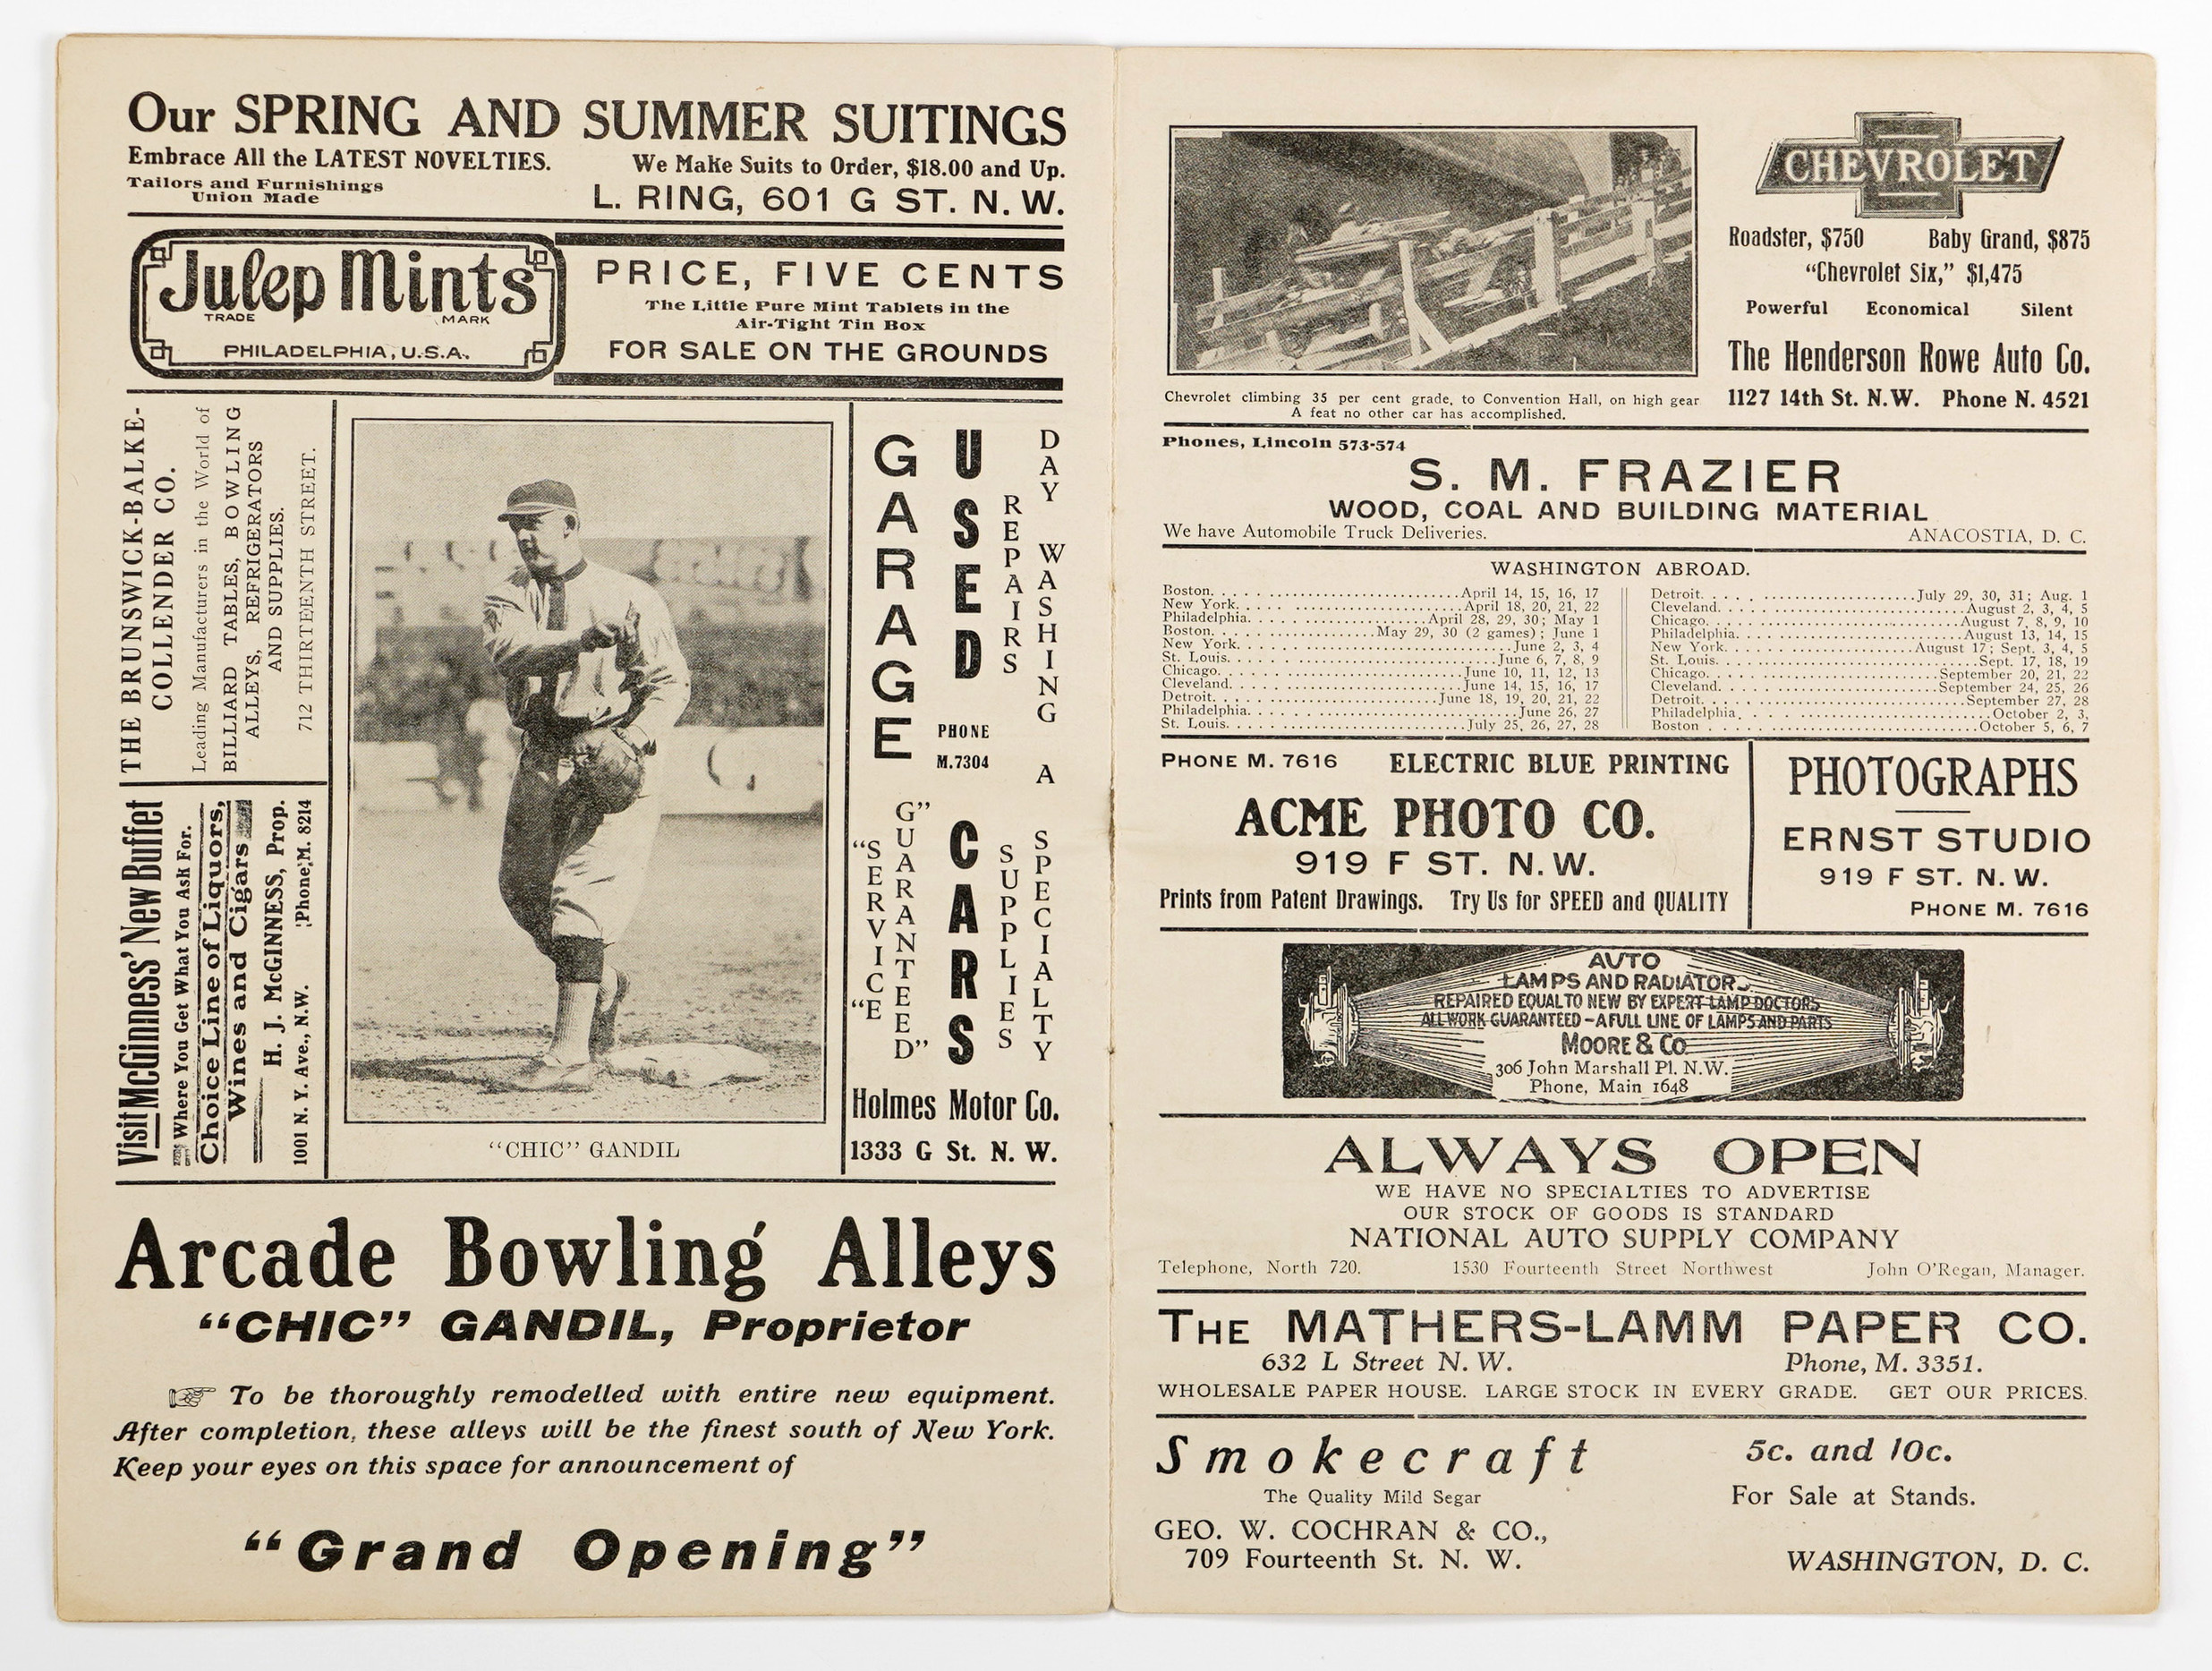 Our SPRING AND SUMMER SUITINGS
Embrace All the LATEST NOVELTIES. We Make Suits to Order, $18.00 and Up.
Tailors and Furnishings
Union Made
L. RING, 601 G ST. N. W.
Julep Mints
TRADE MARK
PHILADELPHIA, U.S.A.
PRICE, FIVE CENTS
The Little Pure Mint Tablets in the
Air-Tight Tin Box
FOR SALE ON THE GROUNDS
THE BRUNSWICK-BALKE-
COLLENDER CO.
Leading Manufacturers in the World of
BILLIARD TABLES, BOWLING
ALLEYS, REFRIGERATORS
AND SUPPLIES.
712 THIRTEENTH STREET.
Visit McGinness' New Buffet
Where You Get What You Ask For.
Choice Line of Liquors,
Wines and Cigars
H. J. McGINNESS, Prop.
1001 N. Y. Ave., N.W. Phone, M. 8214
"CHIC" GANDIL
GARAGE
USED CARS
REPAIRS
SUPPLIES
DAY WASHING A SPECIALTY
PHONE
M.7304
"SERVICE"
GUARANTEED"
Holmes Motor Co.
1333 G St. N. W.
Arcade Bowling Alleys
"CHIC" GANDIL, Proprietor
☞ To be thoroughly remodelled with entire new equipment.
After completion, these alleys will be the finest south of New York.
Keep your eyes on this space for announcement of
"Grand Opening"
CHEVROLET
Roadster, $750 Baby Grand, $875
"Chevrolet Six," $1,475
Powerful Economical Silent
The Henderson Rowe Auto Co.
1127 14th St. N.W. Phone N. 4521
Chevrolet climbing 35 per cent grade, to Convention Hall, on high gear
A feat no other car has accomplished.
Phones, Lincoln 573-574
S. M. FRAZIER
WOOD, COAL AND BUILDING MATERIAL
We have Automobile Truck Deliveries. ANACOSTIA, D. C.
WASHINGTON ABROAD.
Boston. April 14, 15, 16, 17
New York. April 18, 20, 21, 22
Philadelphia. April 28, 29, 30; May 1
Boston. May 29, 30 (2 games); June 1
New York. June 2, 3, 4
St. Louis. June 6, 7, 8, 9
Chicago. June 10, 11, 12, 13
Cleveland. June 14, 15, 16, 17
Detroit. June 18, 19, 20, 21, 22
Philadelphia. June 26, 27
St. Louis. July 25, 26, 27, 28
Detroit. July 29, 30, 31; Aug. 1
Cleveland. August 2, 3, 4, 5
Chicago. August 7, 8, 9, 10
Philadelphia. August 13, 14, 15
New York. August 17; Sept. 3, 4, 5
St. Louis. Sept. 17, 18, 19
Chicago. September 20, 21, 22
Cleveland. September 24, 25, 26
Detroit. September 27, 28
Philadelphia. October 2, 3,
Boston October 5, 6, 7
PHONE M. 7616 ELECTRIC BLUE PRINTING
ACME PHOTO CO.
919 F ST. N. W.
Prints from Patent Drawings. Try Us for SPEED and QUALITY
PHOTOGRAPHS
ERNST STUDIO
919 F ST. N. W.
PHONE M. 7616
AUTO
LAMPS AND RADIATORS
REPAIRED EQUAL TO NEW BY EXPERT LAMP DOCTORS
ALL WORK GUARANTEED - A FULL LINE OF LAMPS AND PARTS
MOORE & CO.
306 John Marshall Pl. N.W.
Phone, Main 1648
ALWAYS OPEN
WE HAVE NO SPECIALTIES TO ADVERTISE
OUR STOCK OF GOODS IS STANDARD
NATIONAL AUTO SUPPLY COMPANY
Telephone, North 720. 1530 Fourteenth Street Northwest John O'Regan, Manager.
THE MATHERS-LAMM PAPER CO.
632 L Street N. W. Phone, M. 3351.
WHOLESALE PAPER HOUSE. LARGE STOCK IN EVERY GRADE. GET OUR PRICES.
Smokecraft 5c. and 10c.
The Quality Mild Segar For Sale at Stands.
GEO. W. COCHRAN & CO.,
709 Fourteenth St. N. W. WASHINGTON, D. C.